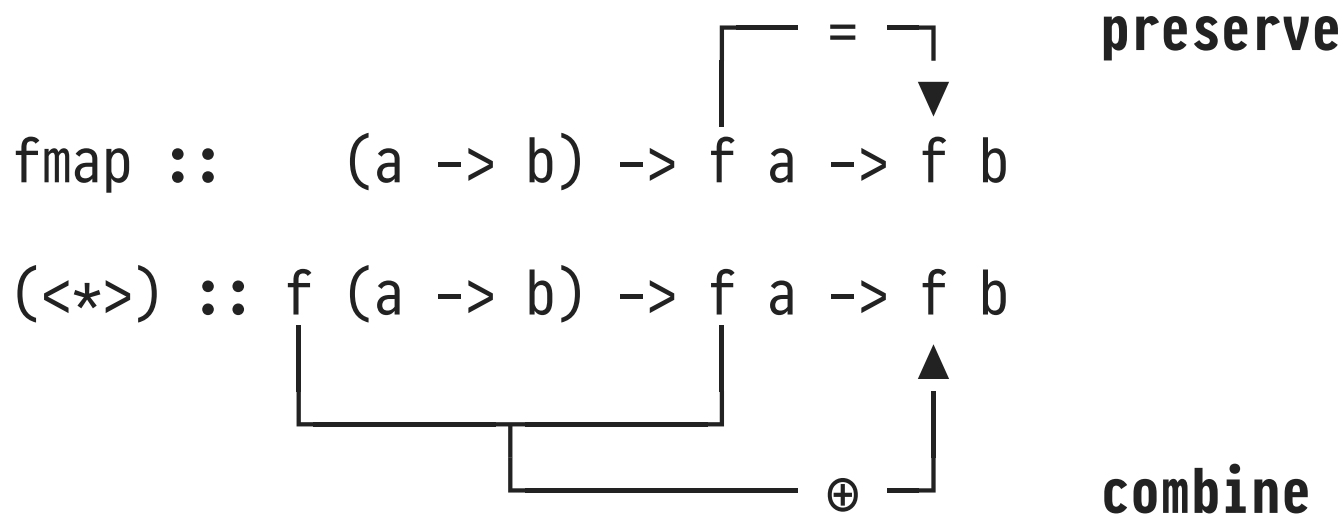 = preserve
fmap :: (a -> b) -> f a -> f b
(<*>) :: f (a -> b) -> f a -> f b
⊕ combine